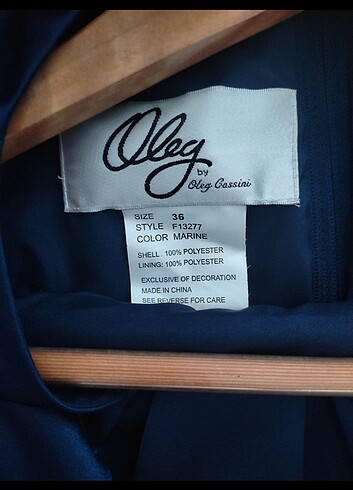 Oleg
by
Oleg Cassini
SIZE 36
STYLE F13277
COLOR MARINE
SHELL: 100% POLYESTER
LINING: 100% POLYESTER
EXCLUSIVE OF DECORATION
MADE IN CHINA
SEE REVERSE FOR CARE